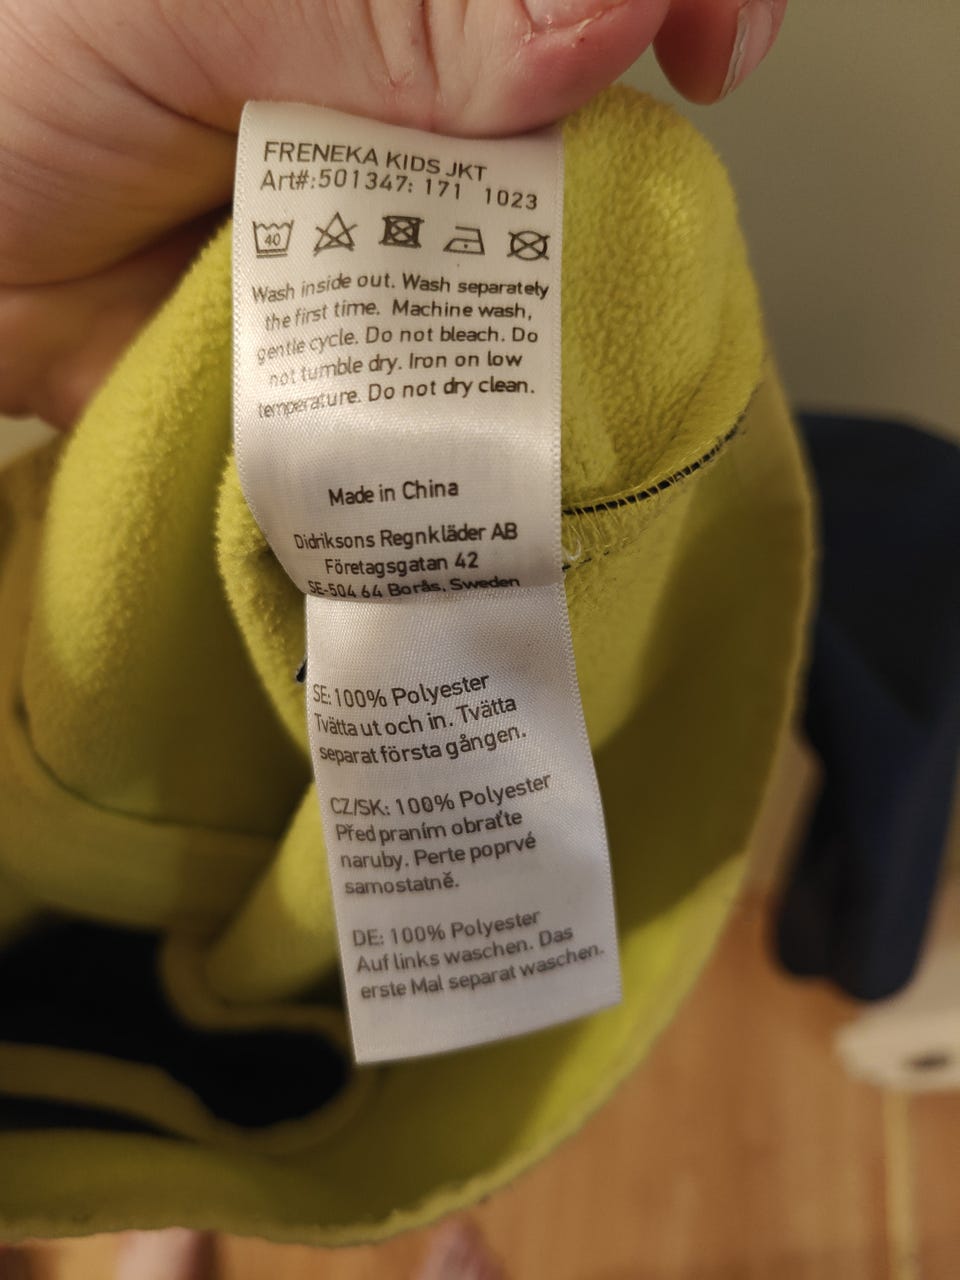 FRENEKA KIDS JKT
Art#:501347: 171 1023
40
Wash inside out. Wash separately
the first time. Machine wash,
gentle cycle. Do not bleach. Do
not tumble dry. Iron on low
temperature. Do not dry clean.
Made in China
Didriksons Regnkläder AB
Företagsgatan 42
SE-504 64 Borås, Sweden
SE: 100% Polyester
Tvätta ut och in. Tvätta
separat första gången.
CZ/SK: 100% Polyester
Před praním obraťte
naruby. Perte poprvé
samostatně.
DE: 100% Polyester
Auf links waschen. Das
erste Mal separat waschen.